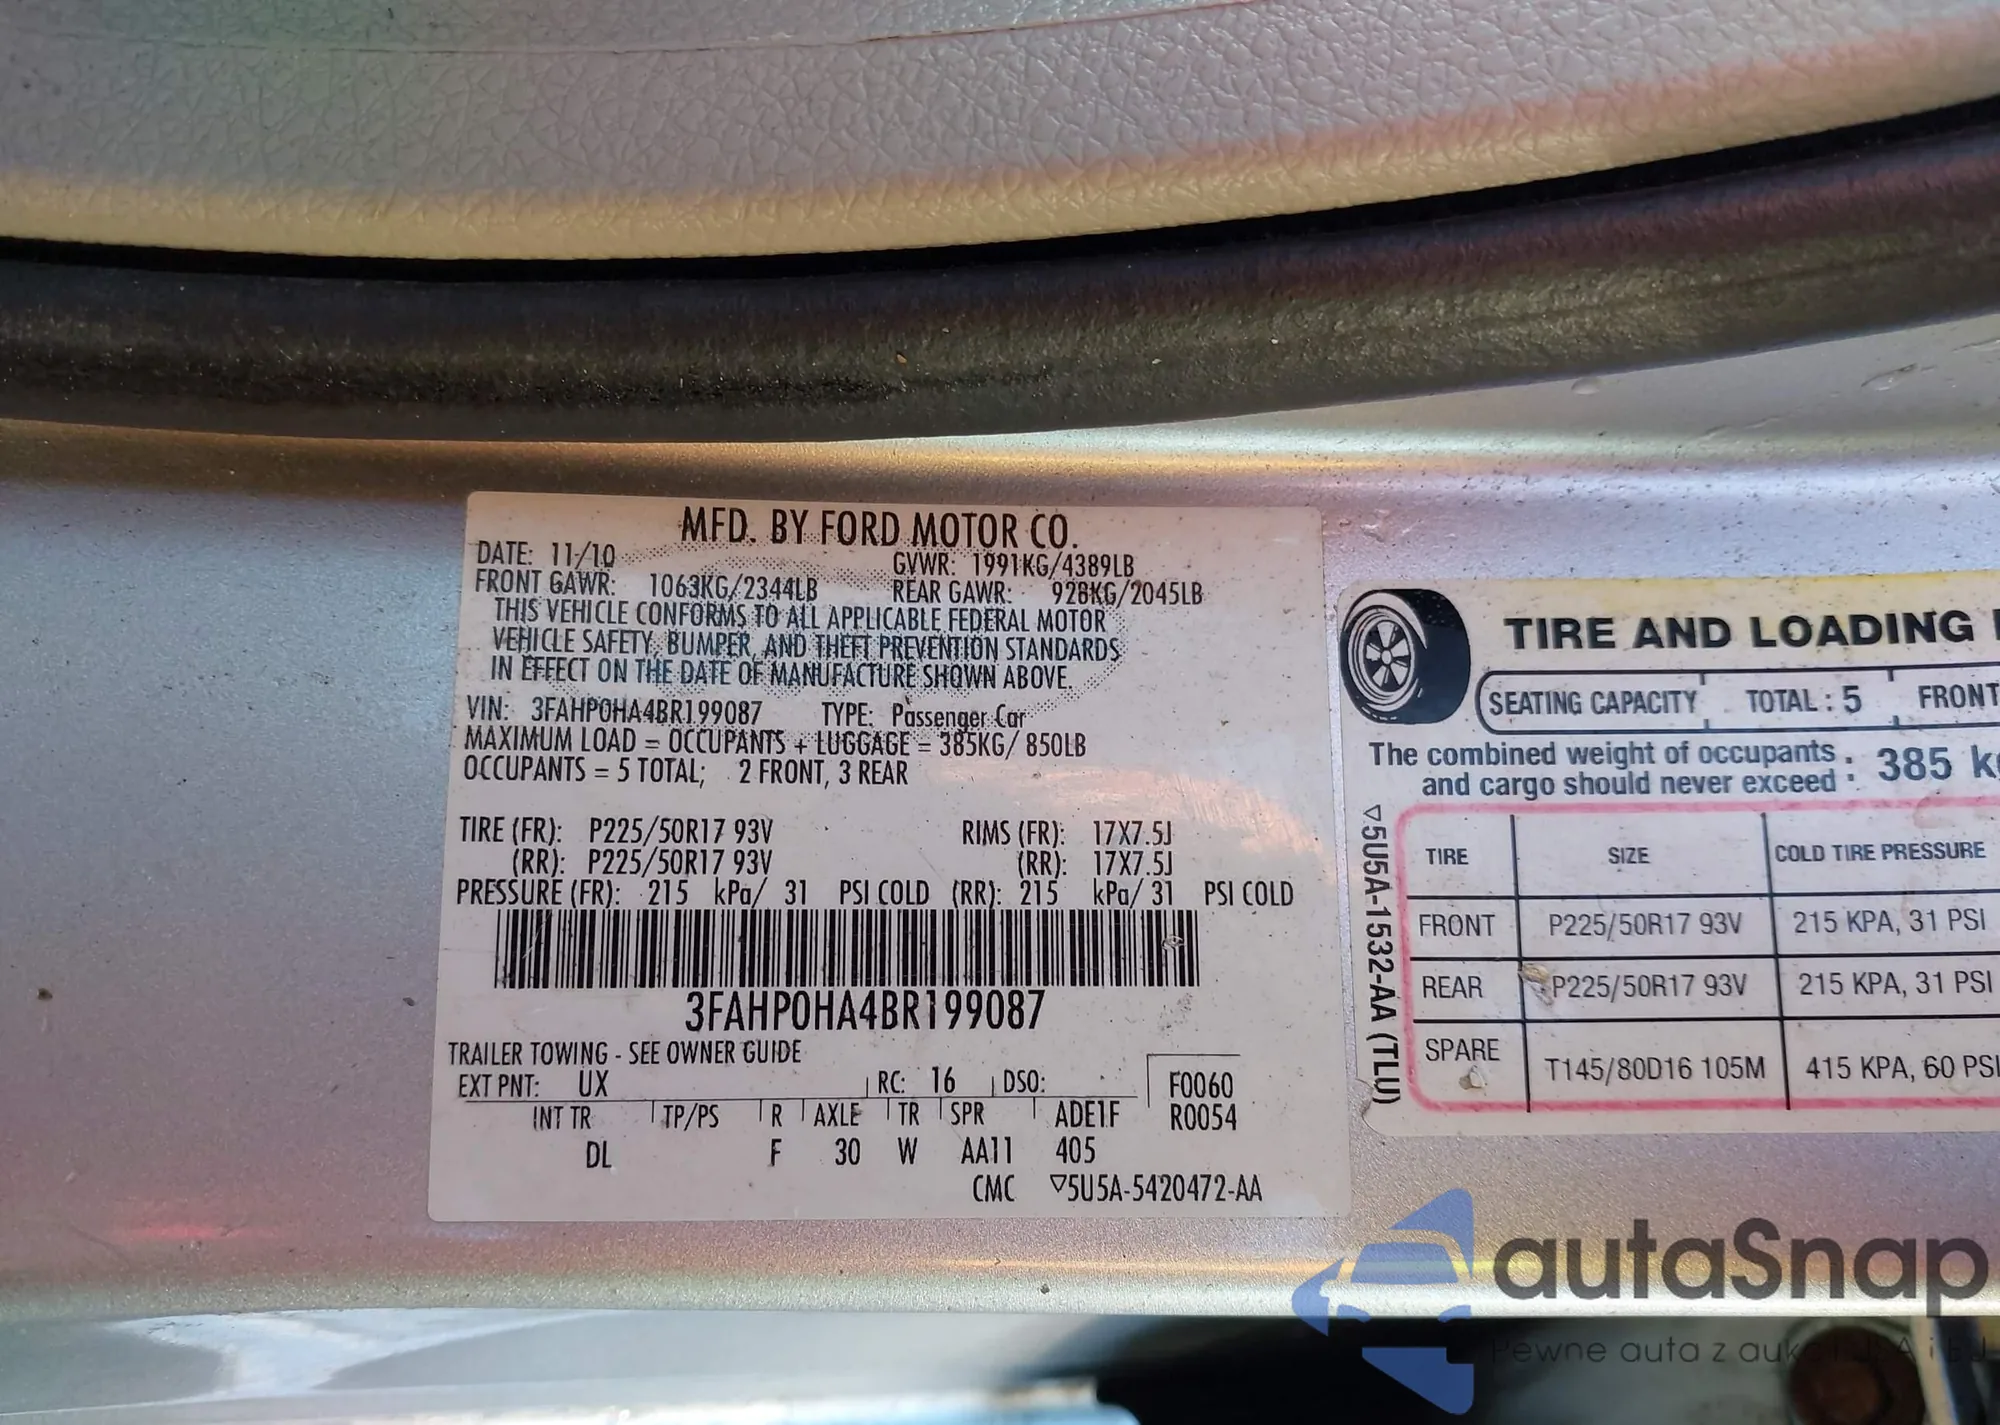 MFD. BY FORD MOTOR CO.
DATE: 11/10 GVWR: 1991KG/4389LB
FRONT GAWR: 1063KG/2344LB REAR GAWR: 928KG/2045LB
THIS VEHICLE CONFORMS TO ALL APPLICABLE FEDERAL MOTOR
VEHICLE SAFETY, BUMPER, AND THEFT PREVENTION STANDARDS
IN EFFECT ON THE DATE OF MANUFACTURE SHOWN ABOVE.
VIN: 3FAHP0HA4BR199087 TYPE: Passenger Car
MAXIMUM LOAD = OCCUPANTS + LUGGAGE = 385KG/ 850LB
OCCUPANTS = 5 TOTAL; 2 FRONT, 3 REAR
TIRE (FR): P225/50R17 93V RIMS (FR): 17X7.5J
(RR): P225/50R17 93V (RR): 17X7.5J
PRESSURE (FR): 215 kPa/ 31 PSI COLD (RR): 215 kPa/ 31 PSI COLD
3FAHP0HA4BR199087
TRAILER TOWING - SEE OWNER GUIDE
EXT PNT: UX RC: 16 DSO: F0060
INT TR TP/PS R AXLE TR SPR ADE1F R0054
DL F 30 W AA11 405
CMC ▽5U5A-5420472-AA
TIRE AND LOADING
SEATING CAPACITY TOTAL : 5 FRONT
The combined weight of occupants
and cargo should never exceed : 385 kg
▽5U5A-1532-AA (TLU)
TIRE SIZE COLD TIRE PRESSURE
FRONT P225/50R17 93V 215 KPA, 31 PSI
REAR P225/50R17 93V 215 KPA, 31 PSI
SPARE T145/80D16 105M 415 KPA, 60 PSI
autaSnap
Pewne auta z aukcji USA i EU